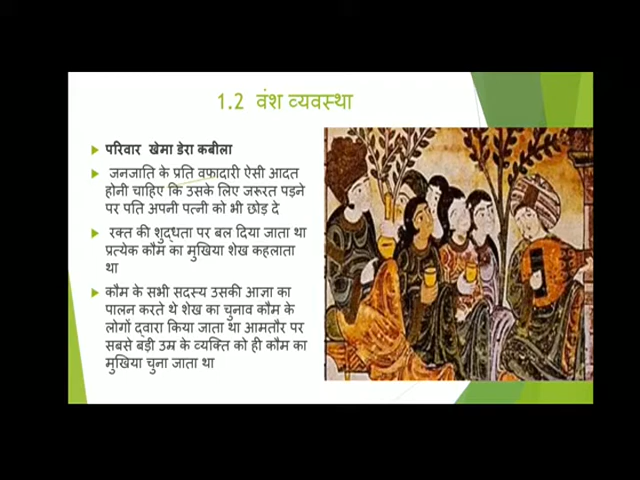 1.2 वंश व्यवस्था
परिवार खेमा डेरा कबीला
जनजाति के प्रति वफादारी ऐसी आदत
होनी चाहिए कि उसके लिए जरूरत पड़ने
पर पति अपनी पत्नी को भी छोड़ दे
रक्त की शुद्धता पर बल दिया जाता था
प्रत्येक कौम का मुखिया शेख कहलाता
था
कौम के सभी सदस्य उसकी आज्ञा का
पालन करते थे शेख का चुनाव कौम के
लोगों द्वारा किया जाता था आमतौर पर
सबसे बड़ी उम्र के व्यक्ति को ही कौम का
मुखिया चुना जाता था